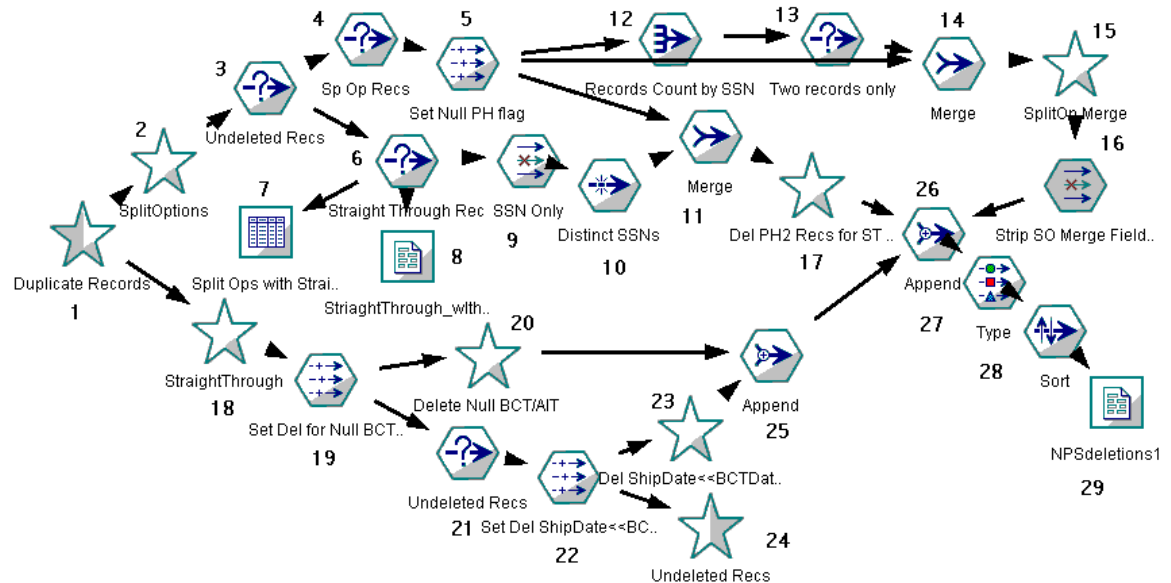 4
5
12
13
14
15
3
Sp Op Recs
Records Count by SSN
Two records only
Set Null PH flag
Merge
SplitOp Merge
2
Undeleted Recs
6
16
7
SplitOptions
Straight Through Rec
SSN Only
Merge
26
9
Distinct SSNs
11
Del PH2 Recs for ST ..
Strip SO Merge Field..
8
10
17
Duplicate Records
Split Ops with Strai..
Append
1
StriaghtThrough_with..
27
Type
20
StraightThrough
28
Sort
18
Delete Null BCT/AIT
23
Append
Set Del for Null BCT..
25
19
NPSdeletions1
Undeleted Recs
Del ShipDate<<BCTDat..
29
21
Set Del ShipDate<<BC..
22
24
Undeleted Recs